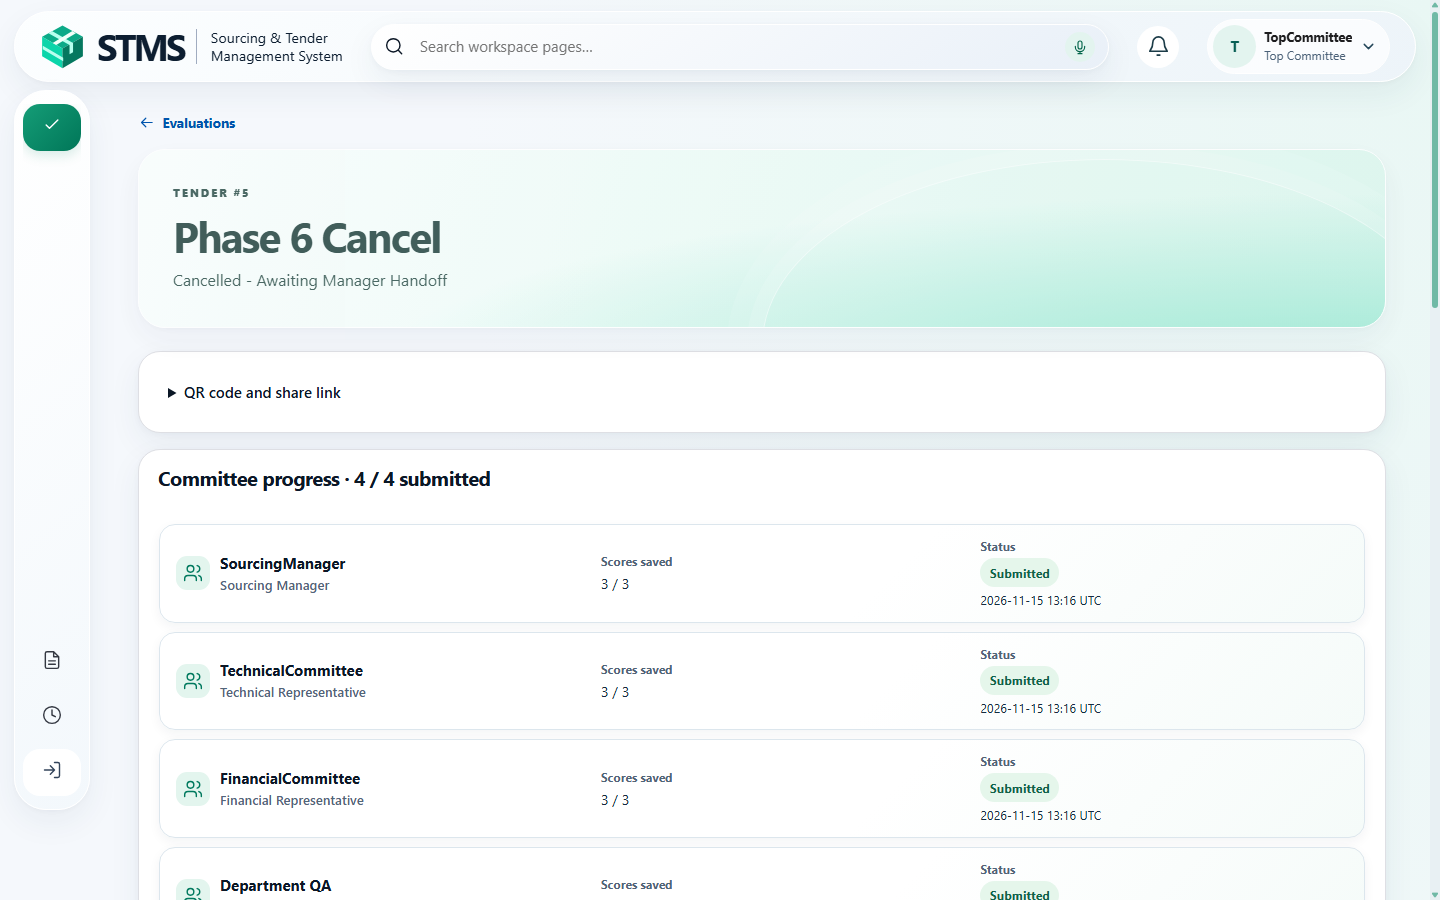 STMS
Sourcing & Tender
Management System
Search workspace pages...
T
TopCommittee
Top Committee
Evaluations
TENDER #5
Phase 6 Cancel
Cancelled - Awaiting Manager Handoff
QR code and share link
Committee progress · 4 / 4 submitted
SourcingManager
Sourcing Manager
Scores saved
3 / 3
Status
Submitted
2026-11-15 13:16 UTC
TechnicalCommittee
Technical Representative
Scores saved
3 / 3
Status
Submitted
2026-11-15 13:16 UTC
FinancialCommittee
Financial Representative
Scores saved
3 / 3
Status
Submitted
2026-11-15 13:16 UTC
Department QA
Scores saved
Status
Submitted